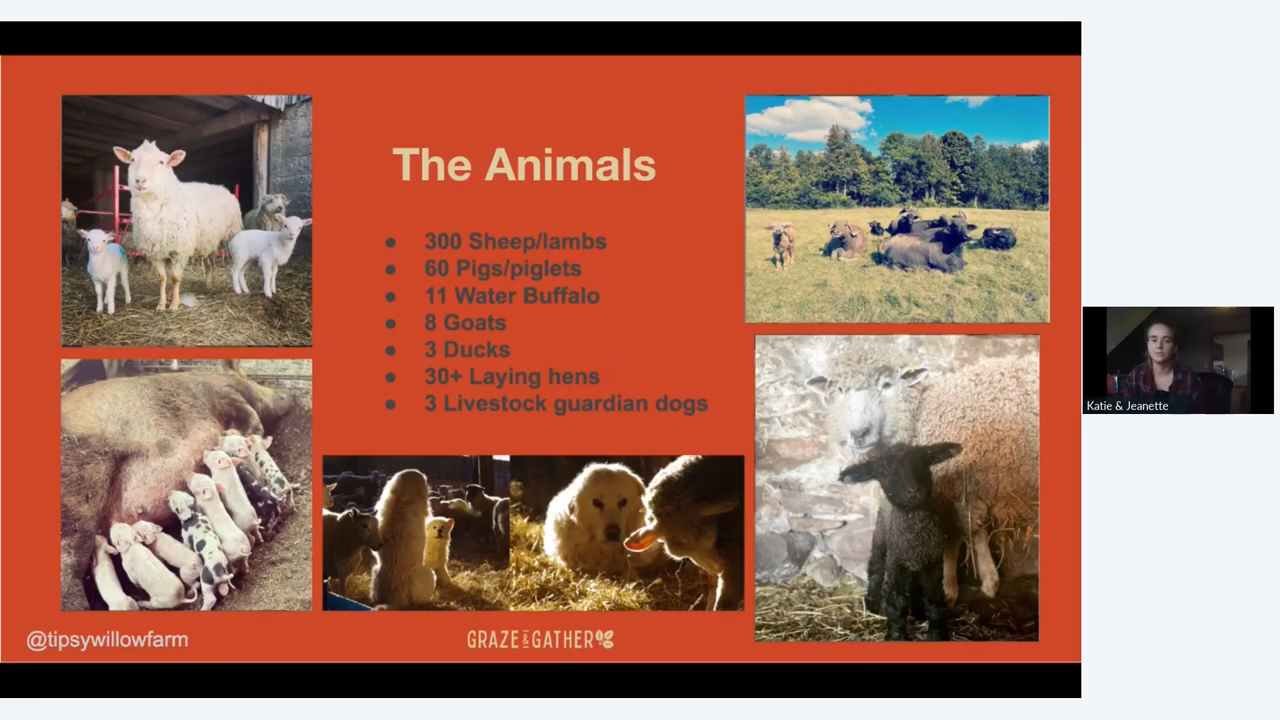 The Animals
● 300 Sheep/lambs
● 60 Pigs/piglets
● 11 Water Buffalo
● 8 Goats
● 3 Ducks
● 30+ Laying hens
● 3 Livestock guardian dogs
@tipsywillowfarm
GRAZE & GATHER
Katie & Jeanette